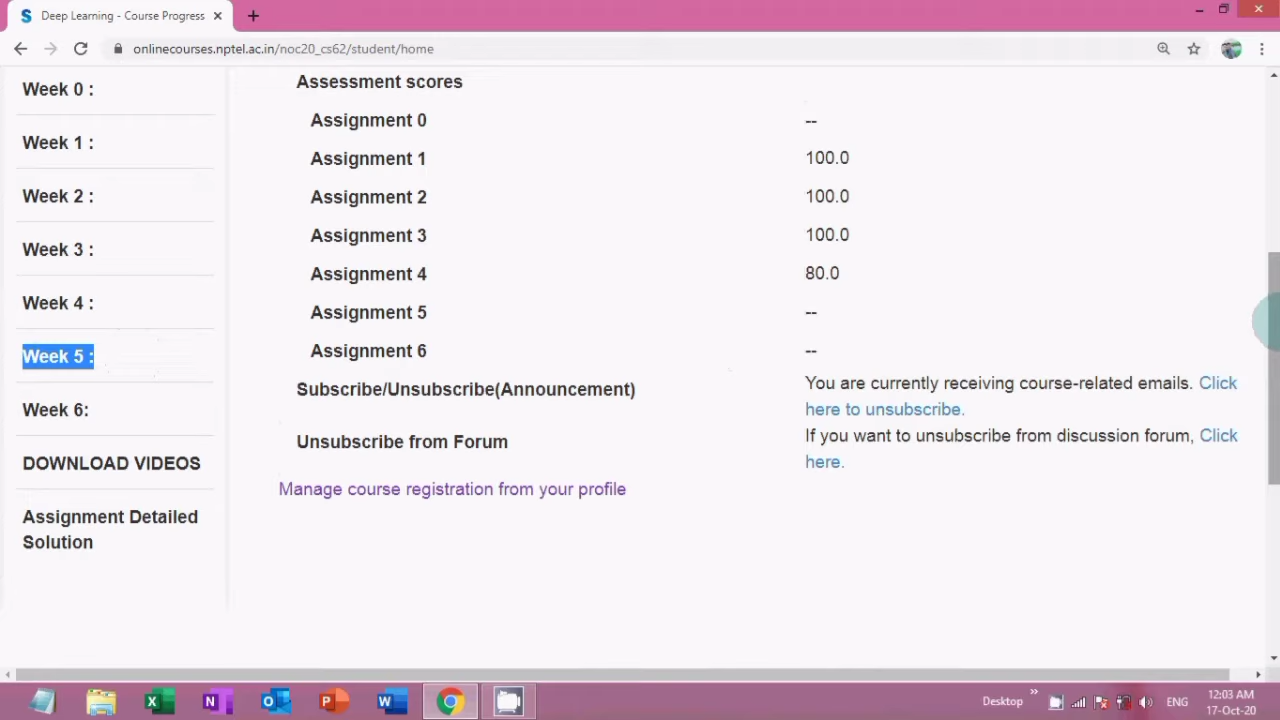 Deep Learning - Course Progress
onlinecourses.nptel.ac.in/noc20_cs62/student/home
Week 0 :
Week 1 :
Week 2 :
Week 3 :
Week 4 :
Week 5 :
Week 6:
DOWNLOAD VIDEOS
Assignment Detailed
Solution
Assessment scores
Assignment 0 --
Assignment 1 100.0
Assignment 2 100.0
Assignment 3 100.0
Assignment 4 80.0
Assignment 5 --
Assignment 6 --
Subscribe/Unsubscribe(Announcement)
You are currently receiving course-related emails. Click
here to unsubscribe.
Unsubscribe from Forum
If you want to unsubscribe from discussion forum, Click
here.
Manage course registration from your profile
Desktop
ENG
12:03 AM
17-Oct-20